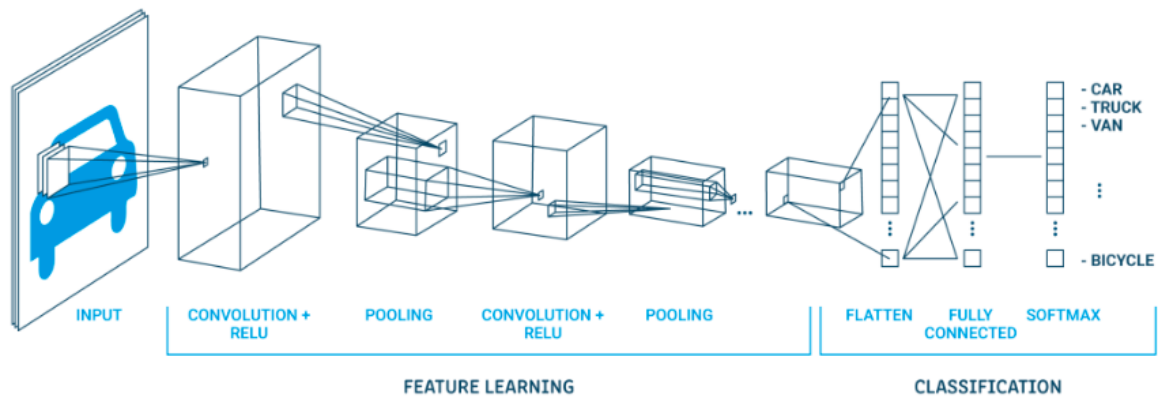 - CAR
- TRUCK
- VAN
- BICYCLE
INPUT
CONVOLUTION +
RELU
POOLING
CONVOLUTION +
RELU
POOLING
FLATTEN
FULLY
CONNECTED
SOFTMAX
FEATURE LEARNING
CLASSIFICATION